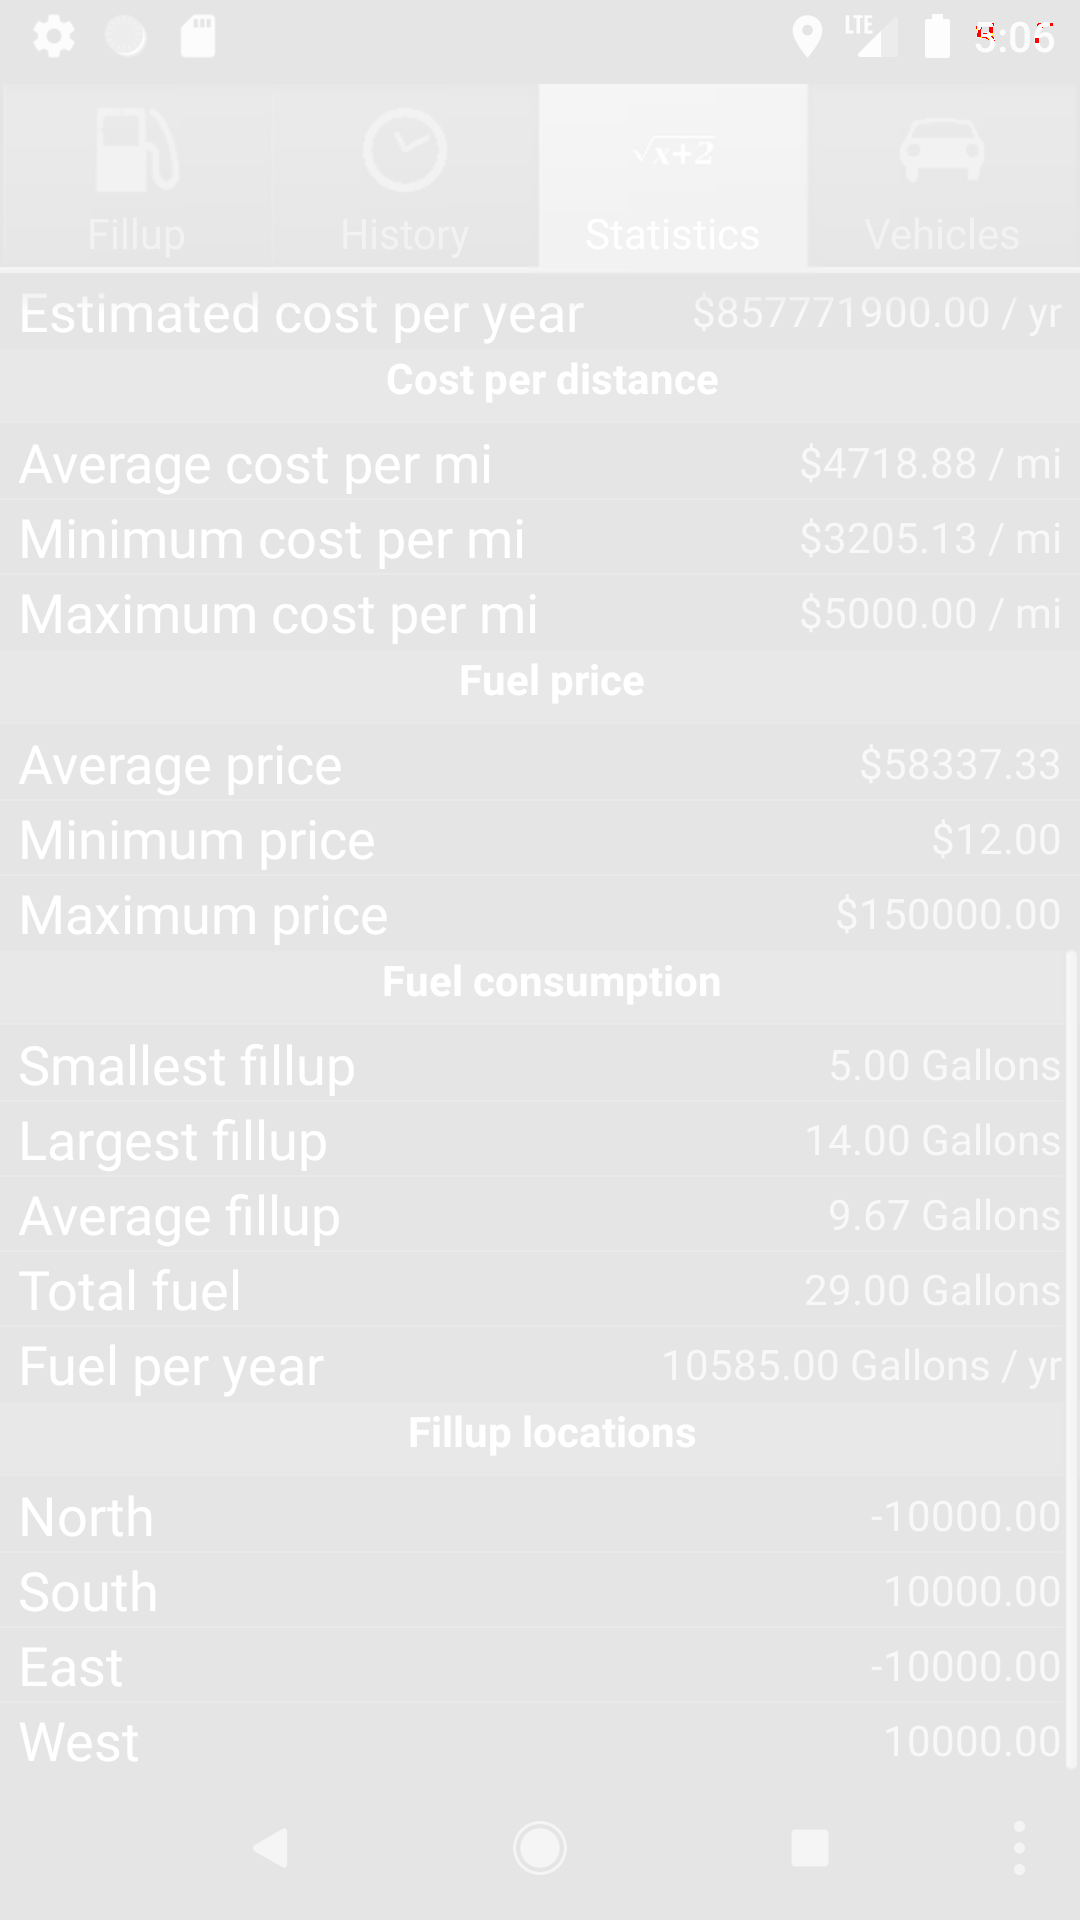 LTE 5:06
√x+2
Fillup History Statistics Vehicles
Estimated cost per year $857771900.00 / yr
Cost per distance
Average cost per mi $4718.88 / mi
Minimum cost per mi $3205.13 / mi
Maximum cost per mi $5000.00 / mi
Fuel price
Average price $58337.33
Minimum price $12.00
Maximum price $150000.00
Fuel consumption
Smallest fillup 5.00 Gallons
Largest fillup 14.00 Gallons
Average fillup 9.67 Gallons
Total fuel 29.00 Gallons
Fuel per year 10585.00 Gallons / yr
Fillup locations
North -10000.00
South 10000.00
East -10000.00
West 10000.00